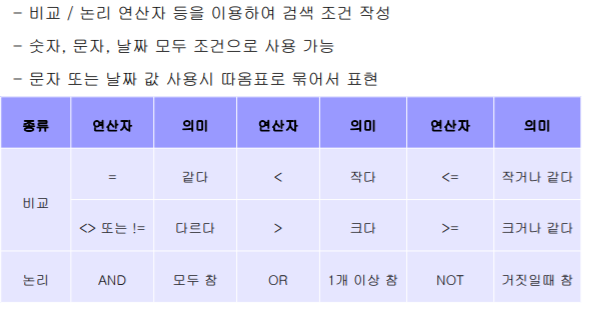 - 비교 / 논리 연산자 등을 이용하여 검색 조건 작성
- 숫자, 문자, 날짜 모두 조건으로 사용 가능
- 문자 또는 날짜 값 사용시 따옴표로 묶어서 표현
종류 연산자 의미 연산자 의미 연산자 의미
비교 = 같다 < 작다 <= 작거나 같다
<> 또는 != 다르다 > 크다 >= 크거나 같다
논리 AND 모두 참 OR 1개 이상 참 NOT 거짓일때 참